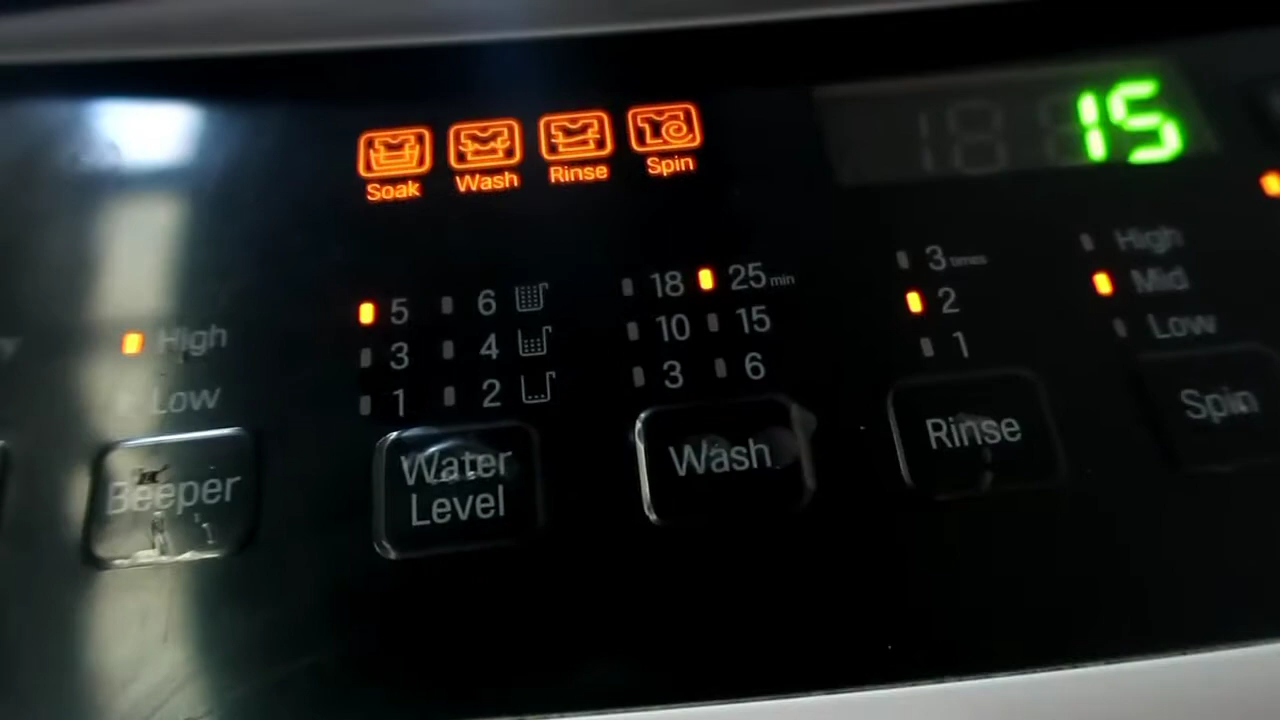 15
Soak Wash Rinse Spin
High
Low
Beeper
5 6
3 4
1 2
Water
Level
18 25 min
10 15
3 6
Wash
3 times
2
1
Rinse
High
Mid
Low
Spin